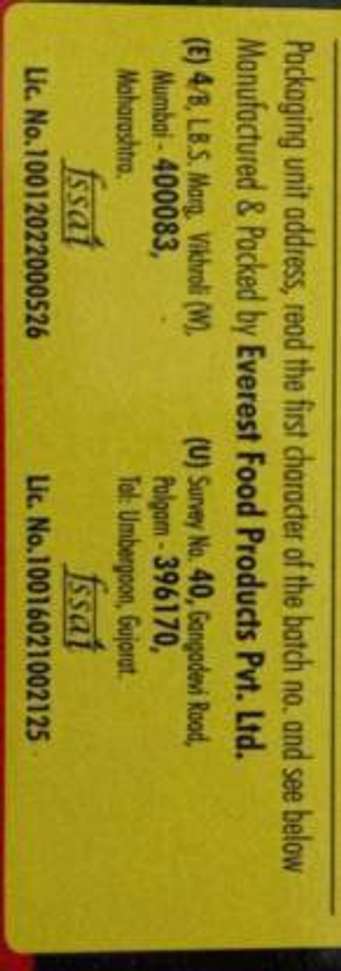 Packaging unit address, read the first character of the batch no. and see below
Manufactured & Packed by Everest Food Products Pvt. Ltd.
(E) 4/B, L.B.S. Marg, Vikhroli (W),
Mumbai - 400083,
Maharashtra.
fssai
Lic. No.10012022000526
(U) Survey No. 40, Gangadevi Road,
Palgam - 396170,
Tal: Umbergaon, Gujarat.
fssai
Lic. No.10016021002125